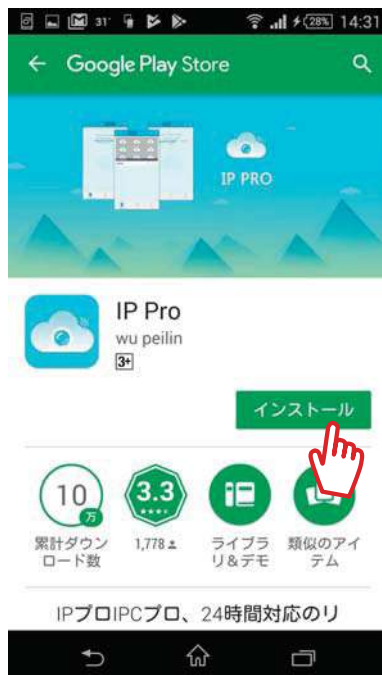 31
28%
14:31
Google Play Store
IP PRO
IP Pro
wu peilin
3+
インストール
10
万
3.3
累計ダウン
ロード数
1,778
ライブラ
リ&デモ
類似のアイ
テム
IPプロIPCプロ、24時間対応のリ